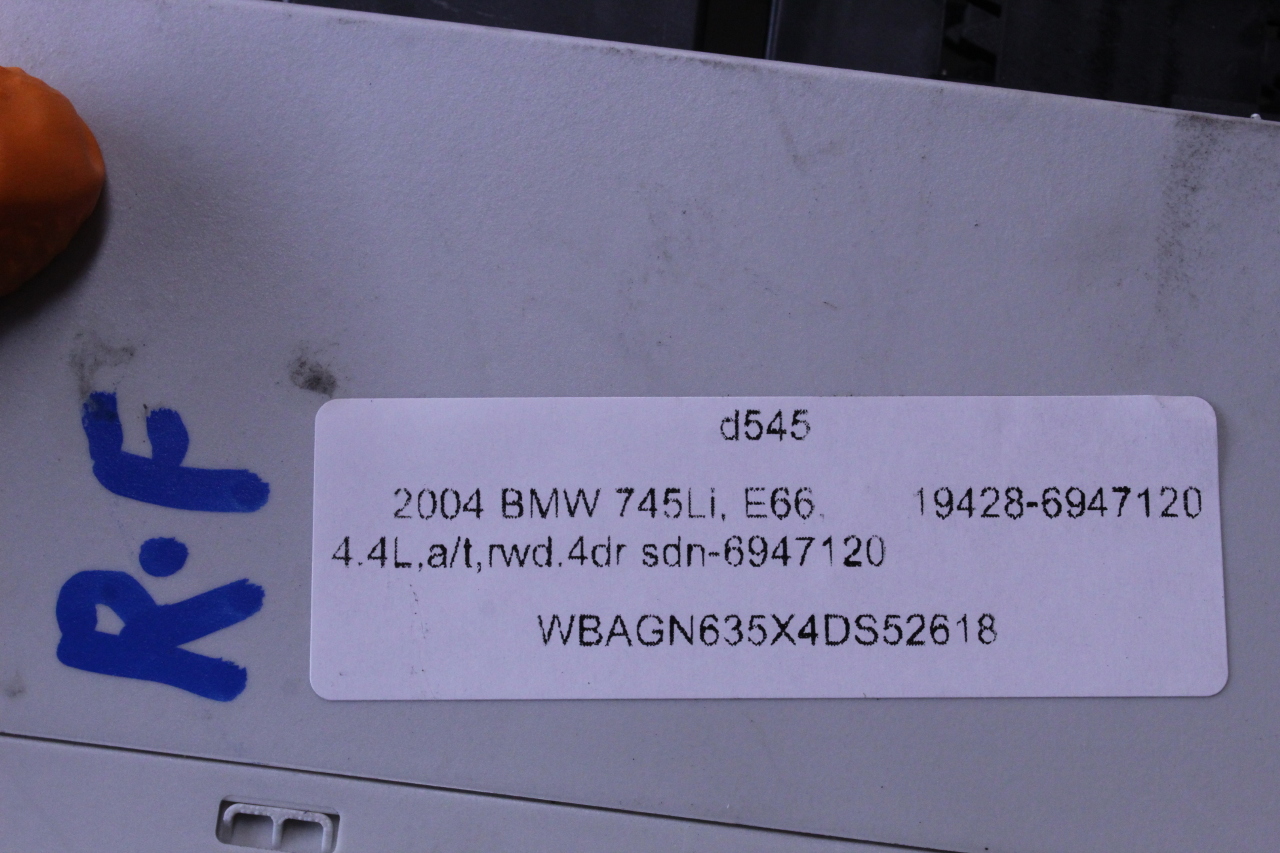 R.F
d545
2004 BMW 745Li, E66. 19428-6947120
4.4L,a/t,rwd.4dr sdn-6947120
WBAGN635X4DS52618